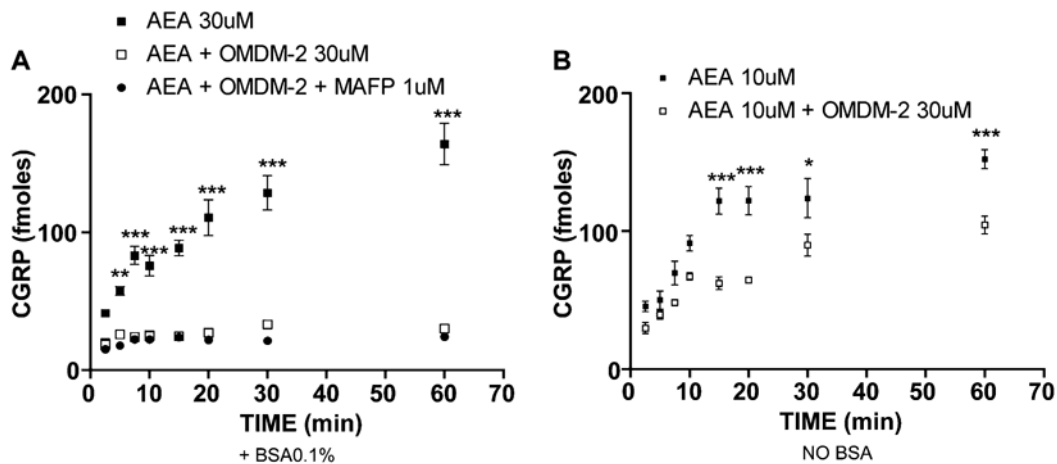 A
■ AEA 30uM
□ AEA + OMDM-2 30uM
● AEA + OMDM-2 + MAFP 1uM
200
100
0
CGRP (fmoles)
***
***
***
***
***
***
**
0 10 20 30 40 50 60 70
TIME (min)
+ BSA0.1%
B
▪ AEA 10uM
▫ AEA 10uM + OMDM-2 30uM
200
100
0
CGRP (fmoles)
***
***
*
***
0 10 20 30 40 50 60 70
TIME (min)
NO BSA